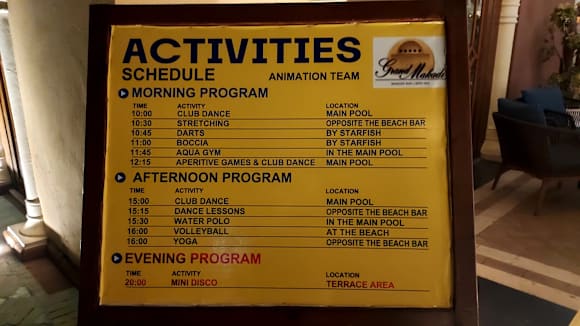 ACTIVITIES
SCHEDULE ANIMATION TEAM
Grand Makadi
MORNING PROGRAM
TIME ACTIVITY LOCATION
10:00 CLUB DANCE MAIN POOL
10:30 STRETCHING OPPOSITE THE BEACH BAR
10:45 DARTS BY STARFISH
11:00 BOCCIA BY STARFISH
11:45 AQUA GYM IN THE MAIN POOL
12:15 APERITIVE GAMES & CLUB DANCE MAIN POOL
AFTERNOON PROGRAM
TIME ACTIVITY LOCATION
15:00 CLUB DANCE MAIN POOL
15:15 DANCE LESSONS OPPOSITE THE BEACH BAR
15:30 WATER POLO IN THE MAIN POOL
16:00 VOLLEYBALL AT THE BEACH
16:00 YOGA OPPOSITE THE BEACH BAR
EVENING PROGRAM
TIME ACTIVITY LOCATION
20:00 MINI DISCO TERRACE AREA